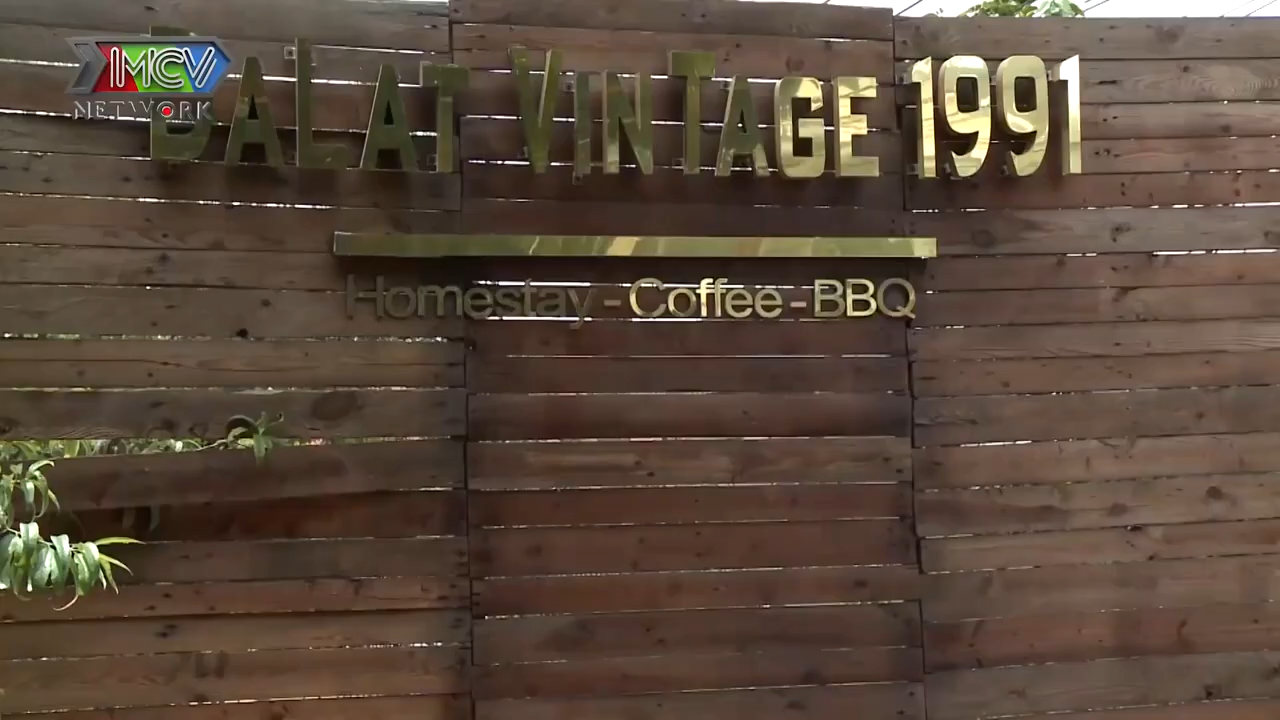 MCV
NETWORK
DALAT VINTAGE 1991
Homestay - Coffee - BBQ